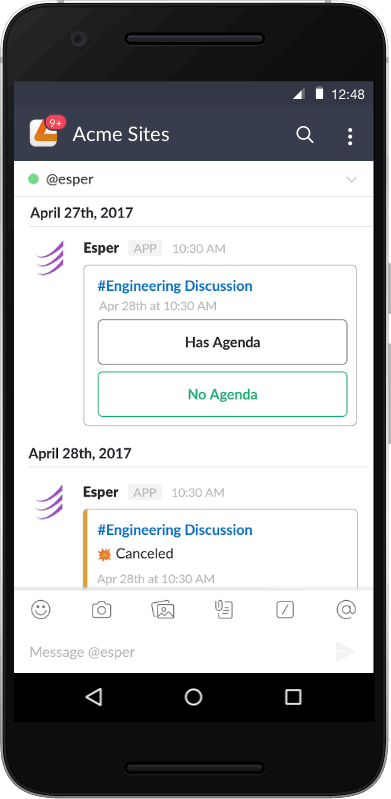 12:48
9+
Acme Sites
@esper
April 27th, 2017
Esper APP 10:30 AM
#Engineering Discussion
Apr 28th at 10:30 AM
Has Agenda
No Agenda
April 28th, 2017
Esper APP 10:30 AM
#Engineering Discussion
Canceled
Apr 28th at 10:30 AM
Message @esper